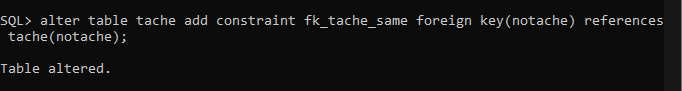 SQL> alter table tache add constraint fk_tache_same foreign key(notache) references
 tache(notache);
Table altered.